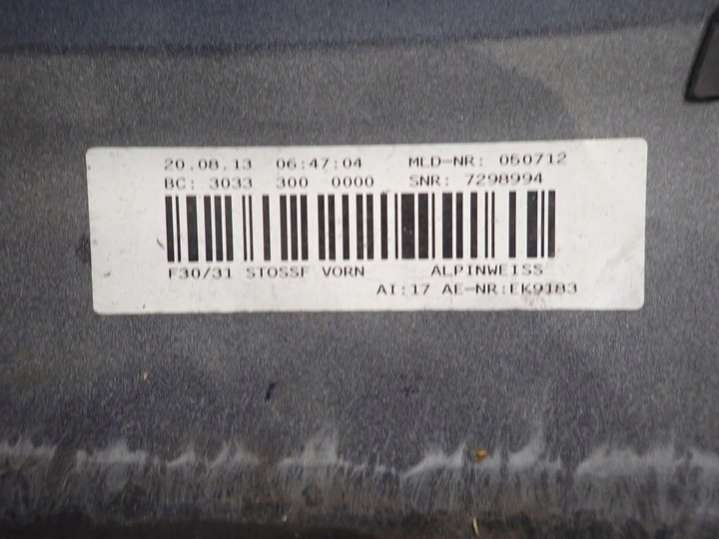 20.08.13 06:47:04 MLD-NR: 050712
BC: 3033 300 0000 SNR: 7298994
F30/31 STOSSF VORN ALPINWEISS
AI:17 AE-NR:EK9183